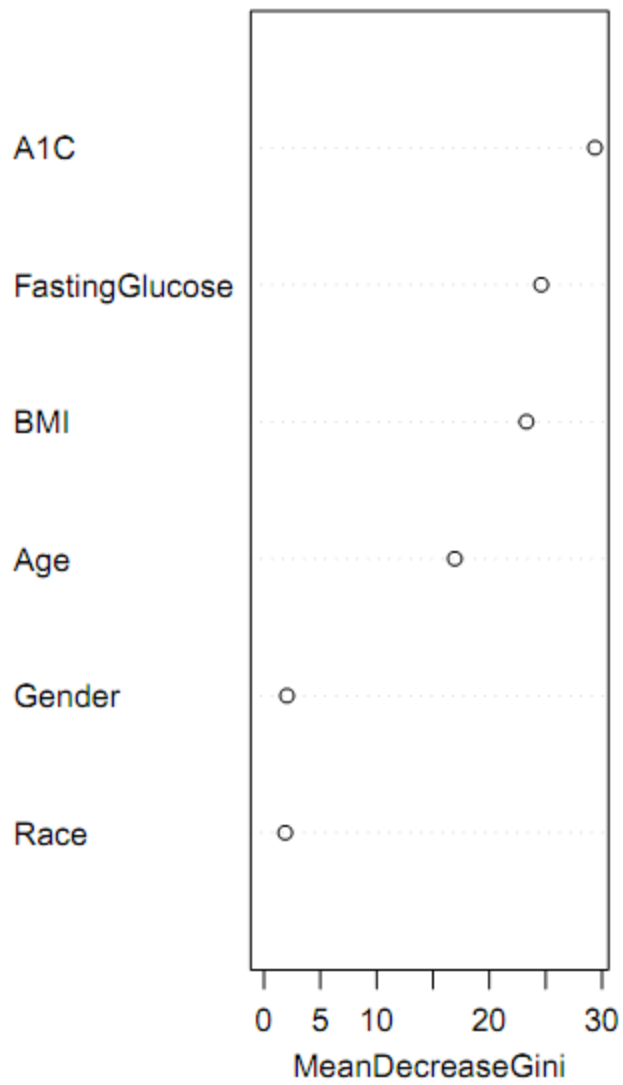 A1C
FastingGlucose
BMI
Age
Gender
Race
0 5 10 20 30
MeanDecreaseGini